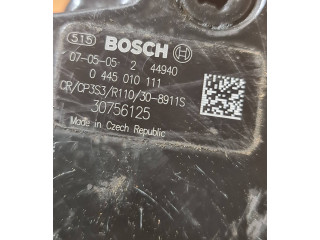 515 BOSCH
07-05-05 2 44940
0 445 010 111
CR/CP3S3/R110/30-8911S
30756125
Made in Czech Republic